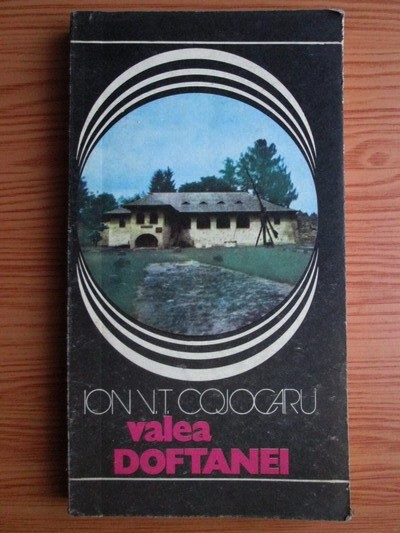 ION V.T. COJOCARU
valea
DOFTANEI